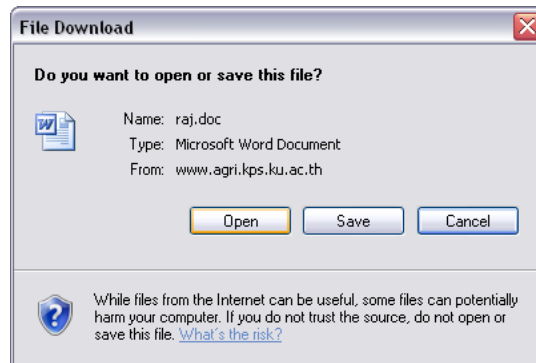 File Download
Do you want to open or save this file?
Name: raj.doc
Type: Microsoft Word Document
From: www.agri.kps.ku.ac.th
Open Save Cancel
While files from the Internet can be useful, some files can potentially
harm your computer. If you do not trust the source, do not open or
save this file. What's the risk?